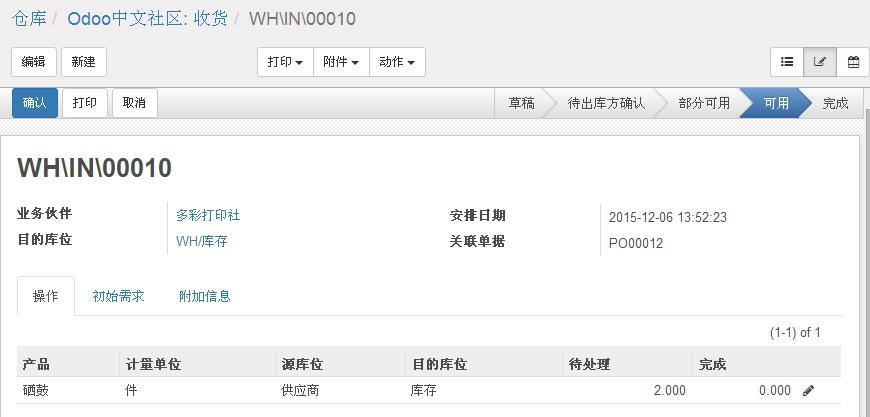 仓库 / Odoo中文社区: 收货 / WH\IN\00010
编辑 新建 打印 附件 动作
确认 打印 取消 草稿 待出库方确认 部分可用 可用 完成
WH\IN\00010
业务伙伴 多彩打印社 安排日期 2015-12-06 13:52:23
目的库位 WH/库存 关联单据 PO00012
操作 初始需求 附加信息
(1-1) of 1
产品 计量单位 源库位 目的库位 待处理 完成
硒鼓 件 供应商 库存 2.000 0.000